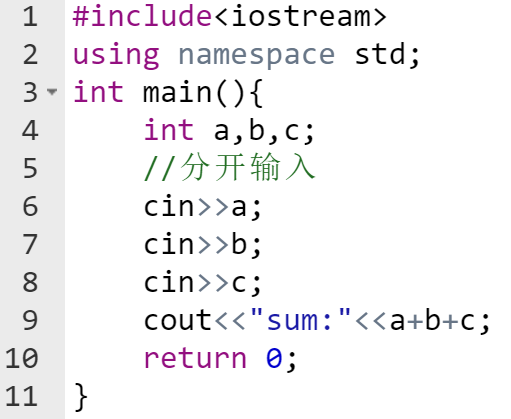 1 #include<iostream>
2 using namespace std;
3 int main(){
4     int a,b,c;
5     //分开输入
6     cin>>a;
7     cin>>b;
8     cin>>c;
9     cout<<"sum:"<<a+b+c;
10     return 0;
11 }